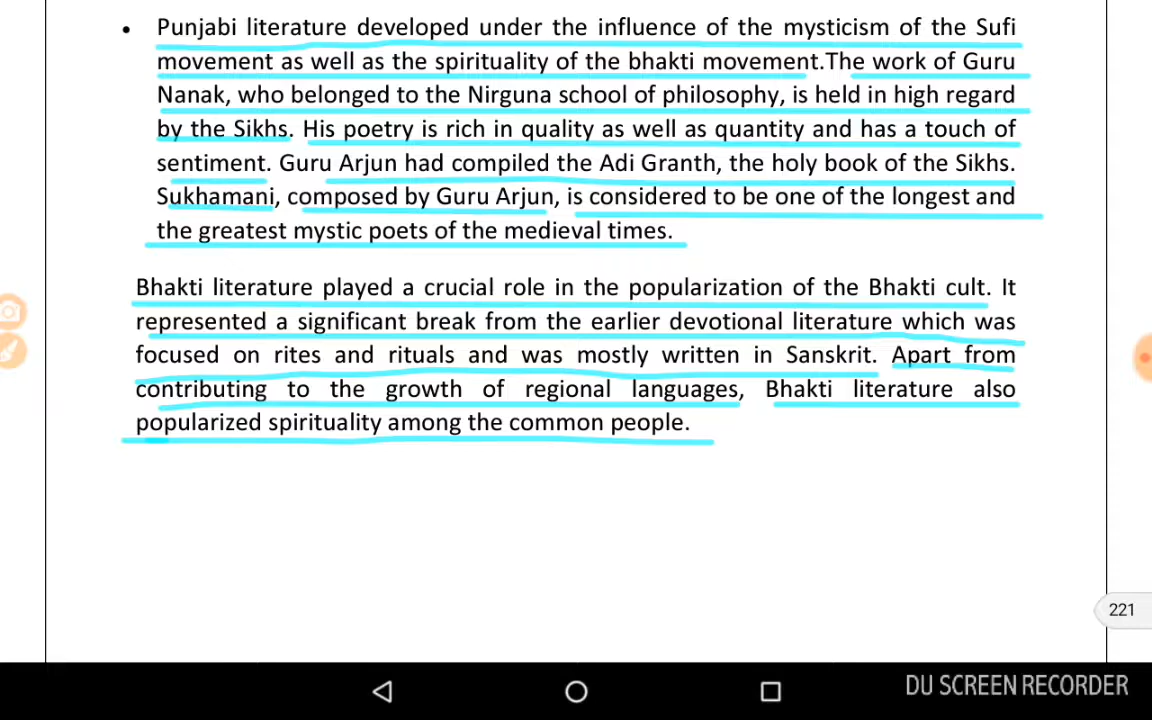 • Punjabi literature developed under the influence of the mysticism of the Sufi
movement as well as the spirituality of the bhakti movement.The work of Guru
Nanak, who belonged to the Nirguna school of philosophy, is held in high regard
by the Sikhs. His poetry is rich in quality as well as quantity and has a touch of
sentiment. Guru Arjun had compiled the Adi Granth, the holy book of the Sikhs.
Sukhamani, composed by Guru Arjun, is considered to be one of the longest and
the greatest mystic poets of the medieval times.
Bhakti literature played a crucial role in the popularization of the Bhakti cult. It
represented a significant break from the earlier devotional literature which was
focused on rites and rituals and was mostly written in Sanskrit. Apart from
contributing to the growth of regional languages, Bhakti literature also
popularized spirituality among the common people.
221
DU SCREEN RECORDER